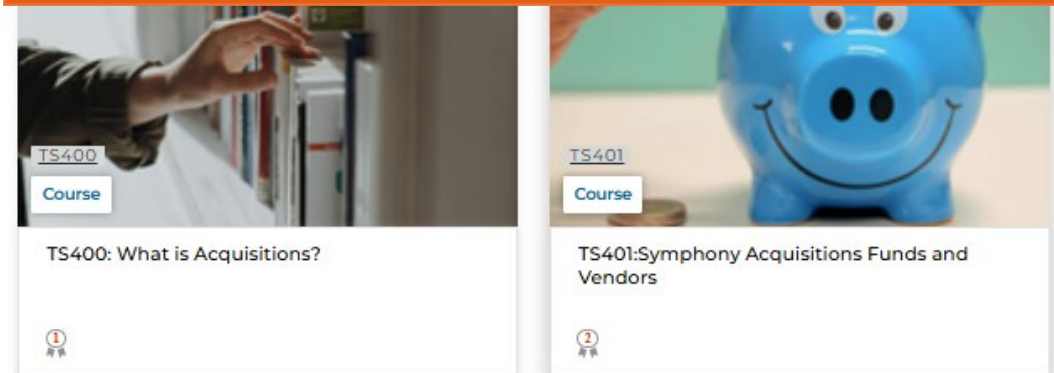 TS400
Course
TS400: What is Acquisitions?
1
TS401
Course
TS401:Symphony Acquisitions Funds and
Vendors
2